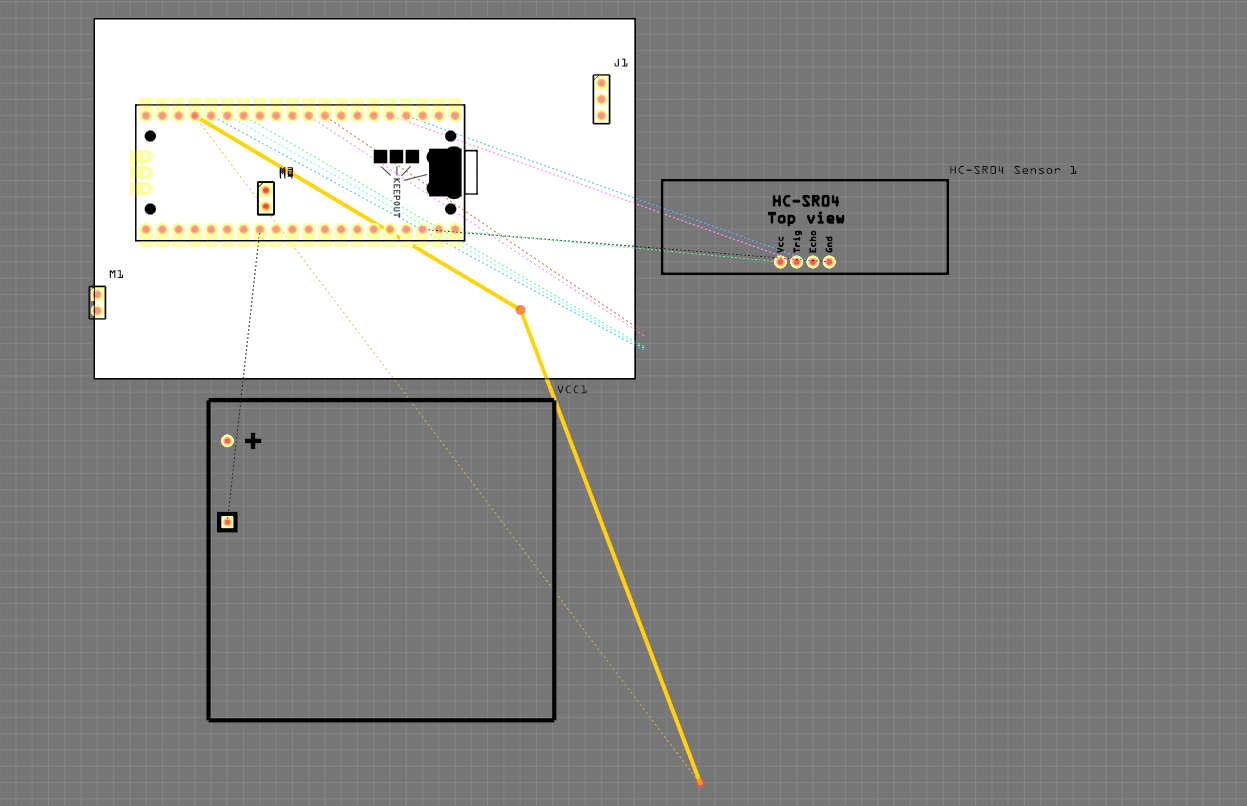 J1
KEEPOUT
HC-SR04 Sensor 1
HC-SR04
Top view
Vcc
Trig
Echo
Gnd
M1
VCC1
+